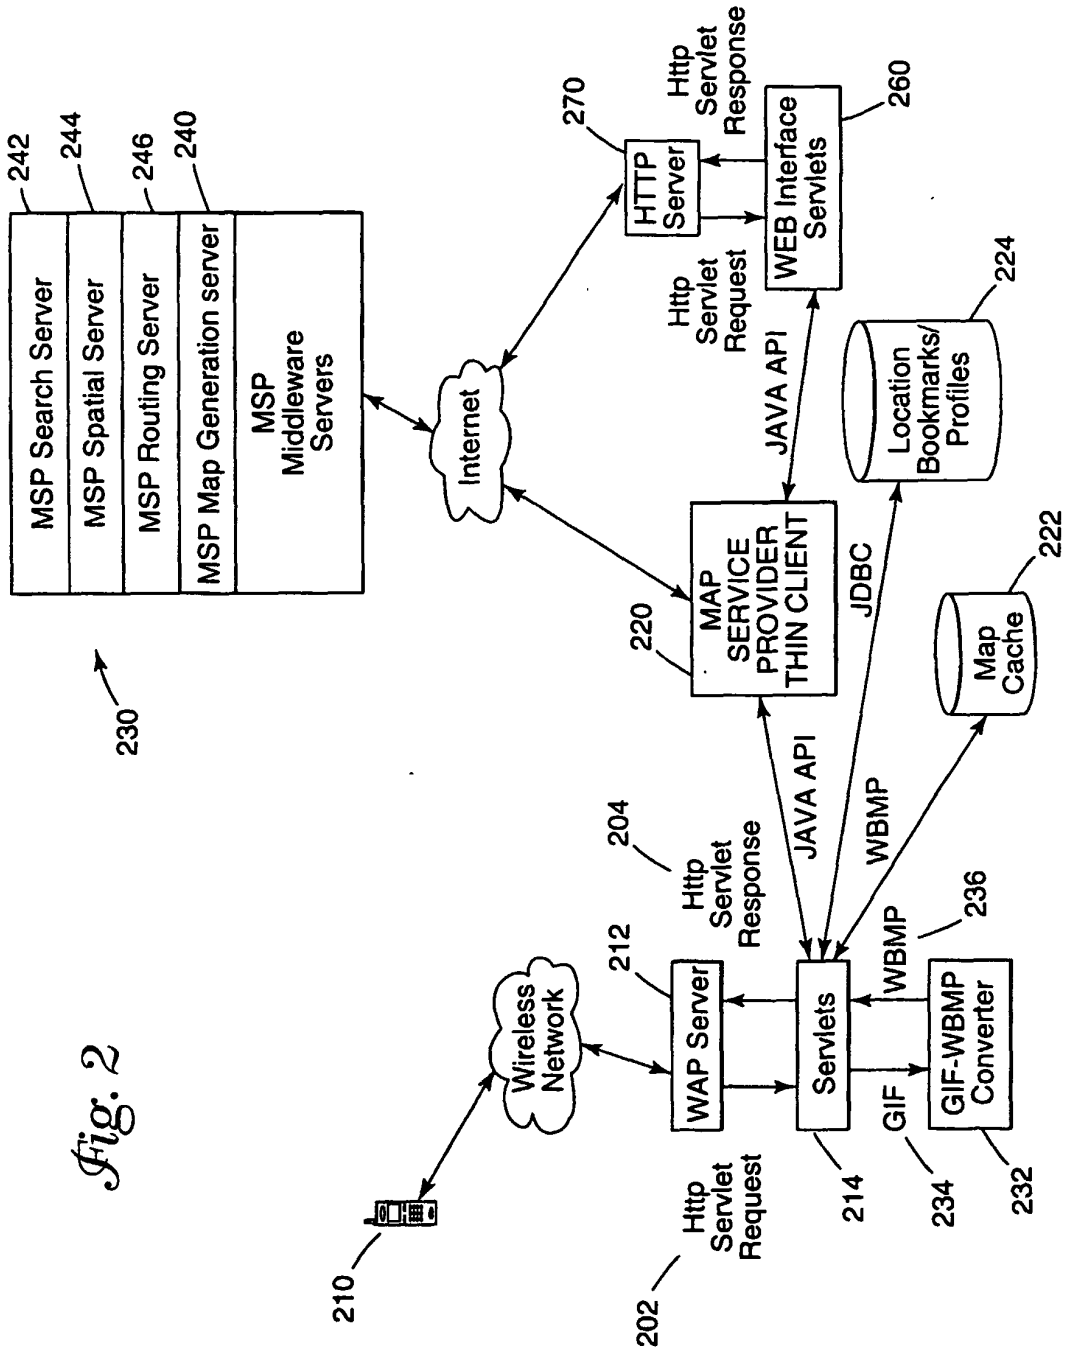 Fig. 2
230
MSP Search Server
242
MSP Spatial Server
244
MSP Routing Server
246
MSP Map Generation server
240
MSP
Middleware
Servers
210
Wireless
Network
Internet
202
Http
Servlet
Request
WAP Server
212
204
Http
Servlet
Response
220
MAP
SERVICE
PROVIDER
THIN CLIENT
Http
Servlet
Request
HTTP
Server
270
Http
Servlet
Response
214
Servlets
JAVA API
JAVA API
WEB Interface
Servlets
260
234
GIF
WBMP
236
WBMP
JDBC
Location
Bookmarks/
Profiles
224
232
GIF-WBMP
Converter
Map
Cache
222